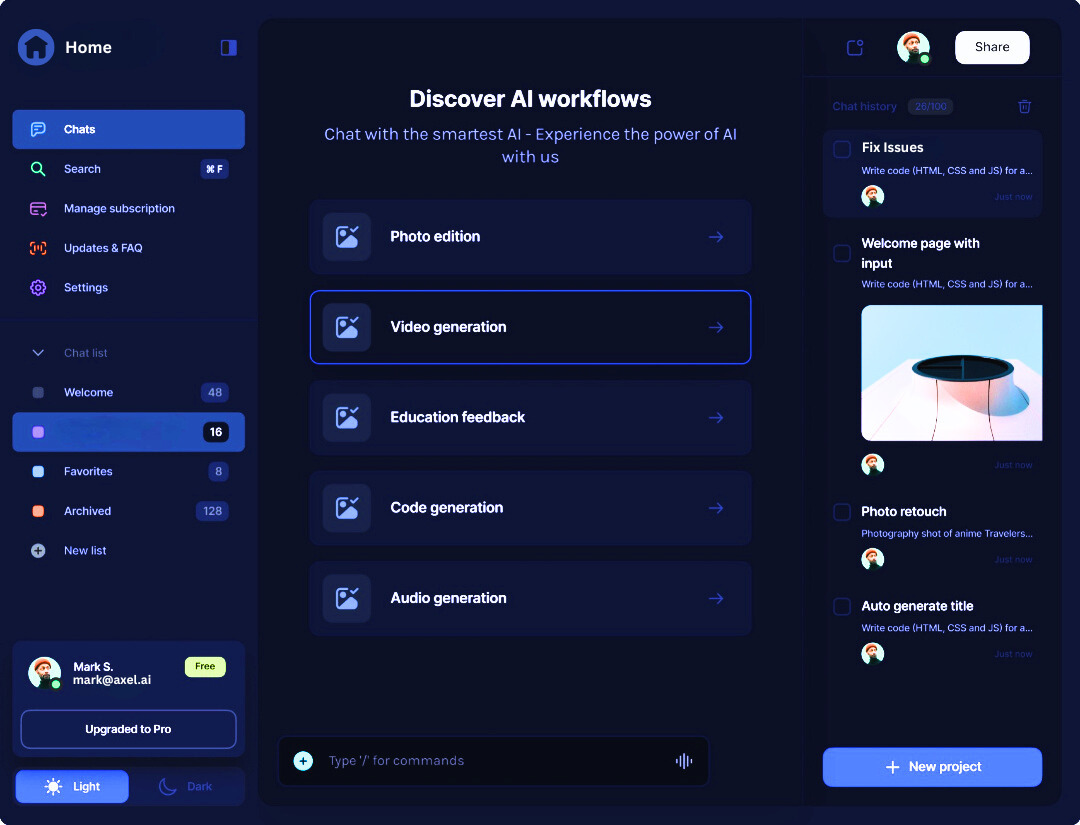 Home
Chats
Search
⌘ F
Manage subscription
Updates & FAQ
Settings
Chat list
Welcome
48
16
Favorites
8
Archived
128
New list
Mark S.
mark@axel.ai
Free
Upgraded to Pro
Light
Dark
Discover AI workflows
Chat with the smartest AI - Experience the power of AI
with us
Photo edition
Video generation
Education feedback
Code generation
Audio generation
Type '/' for commands
Share
Chat history
26/100
Fix Issues
Write code (HTML, CSS and JS) for a...
Just now
Welcome page with
input
Write code (HTML, CSS and JS) for a...
Just now
Photo retouch
Photography shot of anime Travelers...
Just now
Auto generate title
Write code (HTML, CSS and JS) for a...
Just now
New project